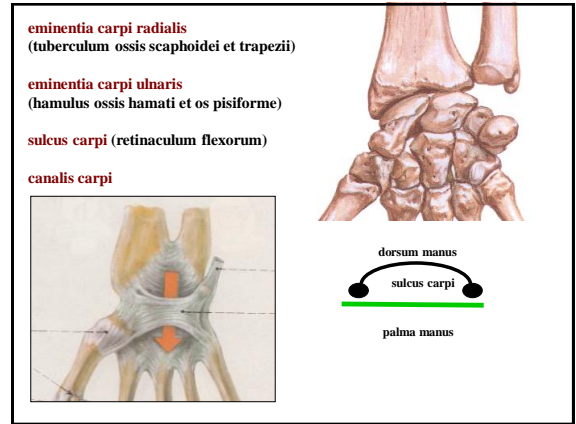 eminentia carpi radialis
(tuberculum ossis scaphoidei et trapezii)
eminentia carpi ulnaris
(hamulus ossis hamati et os pisiforme)
sulcus carpi (retinaculum flexorum)
canalis carpi
dorsum manus
sulcus carpi
palma manus